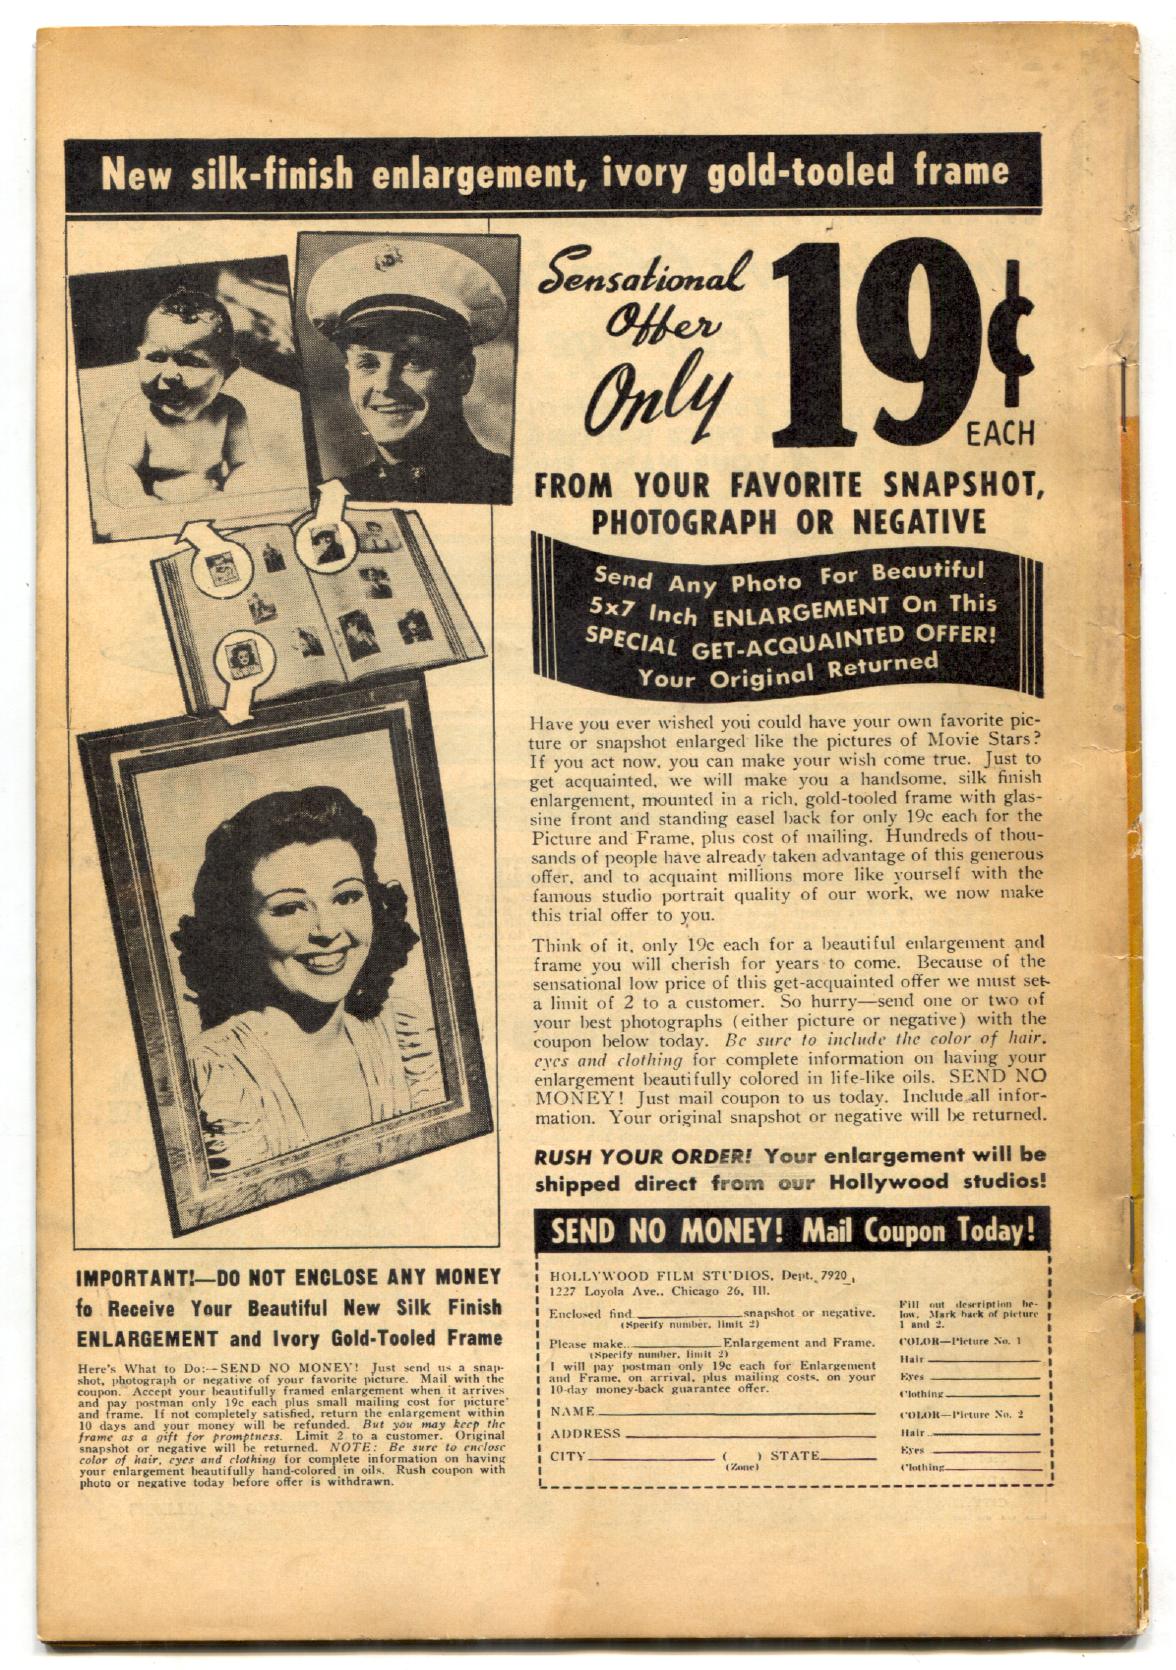 New silk-finish enlargement, ivory gold-tooled frame
Sensational
Offer
Only
19¢
EACH
FROM YOUR FAVORITE SNAPSHOT,
PHOTOGRAPH OR NEGATIVE
Send Any Photo For Beautiful
5x7 Inch ENLARGEMENT On This
SPECIAL GET-ACQUAINTED OFFER!
Your Original Returned
Have you ever wished you could have your own favorite pic-
ture or snapshot enlarged like the pictures of Movie Stars?
If you act now, you can make your wish come true. Just to
get acquainted, we will make you a handsome, silk finish
enlargement, mounted in a rich, gold-tooled frame with glas-
sine front and standing easel back for only 19c each for the
Picture and Frame, plus cost of mailing. Hundreds of thou-
sands of people have already taken advantage of this generous
offer, and to acquaint millions more like yourself with the
famous studio portrait quality of our work, we now make
this trial offer to you.
Think of it, only 19c each for a beautiful enlargement and
frame you will cherish for years to come. Because of the
sensational low price of this get-acquainted offer we must set
a limit of 2 to a customer. So hurry—send one or two of
your best photographs (either picture or negative) with the
coupon below today. Be sure to include the color of hair,
eyes and clothing for complete information on having your
enlargement beautifully colored in life-like oils. SEND NO
MONEY! Just mail coupon to us today. Include all infor-
mation. Your original snapshot or negative will be returned.
RUSH YOUR ORDER! Your enlargement will be
shipped direct from our Hollywood studios!
IMPORTANT!—DO NOT ENCLOSE ANY MONEY
to Receive Your Beautiful New Silk Finish
ENLARGEMENT and Ivory Gold-Tooled Frame
Here's What to Do:--SEND NO MONEY! Just send us a snap-
shot, photograph or negative of your favorite picture. Mail with the
coupon. Accept your beautifully framed enlargement when it arrives
and pay postman only 19c each plus small mailing cost for picture
and frame. If not completely satisfied, return the enlargement within
10 days and your money will be refunded. But you may keep the
frame as a gift for promptness. Limit 2 to a customer. Original
snapshot or negative will be returned. NOTE: Be sure to enclose
color of hair, eyes and clothing for complete information on having
your enlargement beautifully hand-colored in oils. Rush coupon with
photo or negative today before offer is withdrawn.
SEND NO MONEY! Mail Coupon Today!
HOLLYWOOD FILM STUDIOS, Dept. 7920,
1227 Loyola Ave., Chicago 26, Ill.
Enclosed find snapshot or negative.
(Specify number, limit 2)
Please make Enlargement and Frame.
(Specify number, limit 2)
I will pay postman only 19c each for Enlargement
and Frame, on arrival, plus mailing costs, on your
10-day money-back guarantee offer.
NAME
ADDRESS
CITY ( ) STATE
(Zone)
Fill out description be-
low. Mark back of picture
1 and 2.
COLOR—Picture No. 1
Hair
Eyes
Clothing
COLOR—Picture No. 2
Hair
Eyes
Clothing